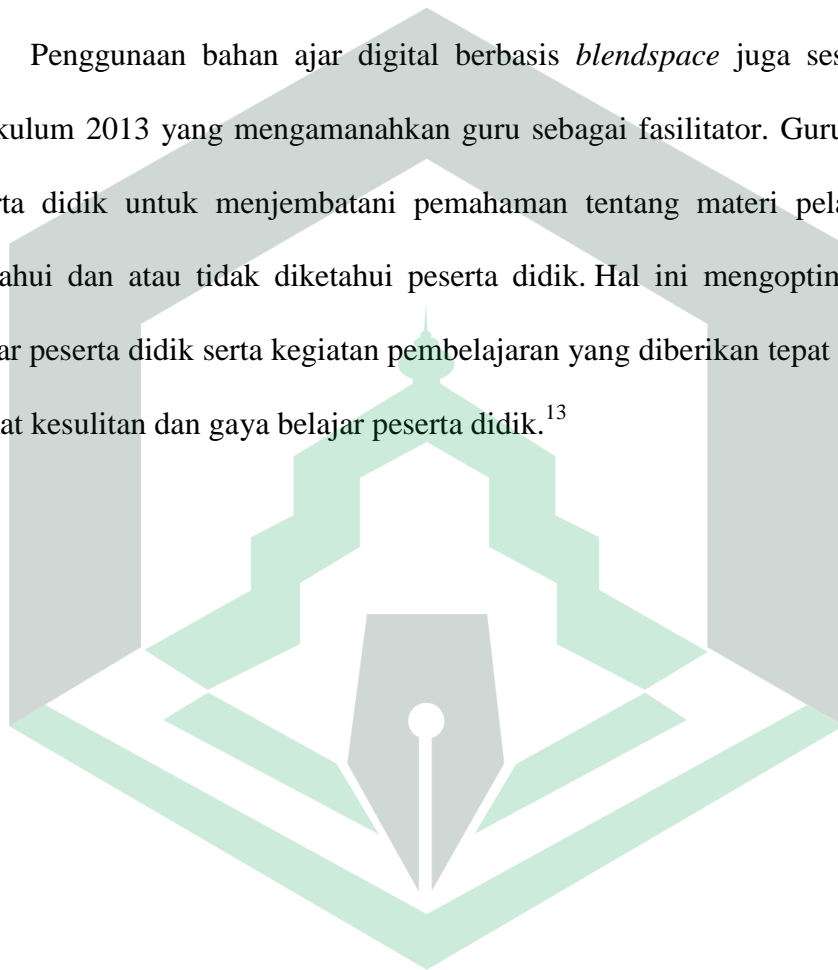 Penggunaan bahan ajar digital berbasis blendspace juga ses
kulum 2013 yang mengamanahkan guru sebagai fasilitator. Guru
rta didik untuk menjembatani pemahaman tentang materi pela
ahui dan atau tidak diketahui peserta didik. Hal ini mengoptim
ar peserta didik serta kegiatan pembelajaran yang diberikan tepat
at kesulitan dan gaya belajar peserta didik.13